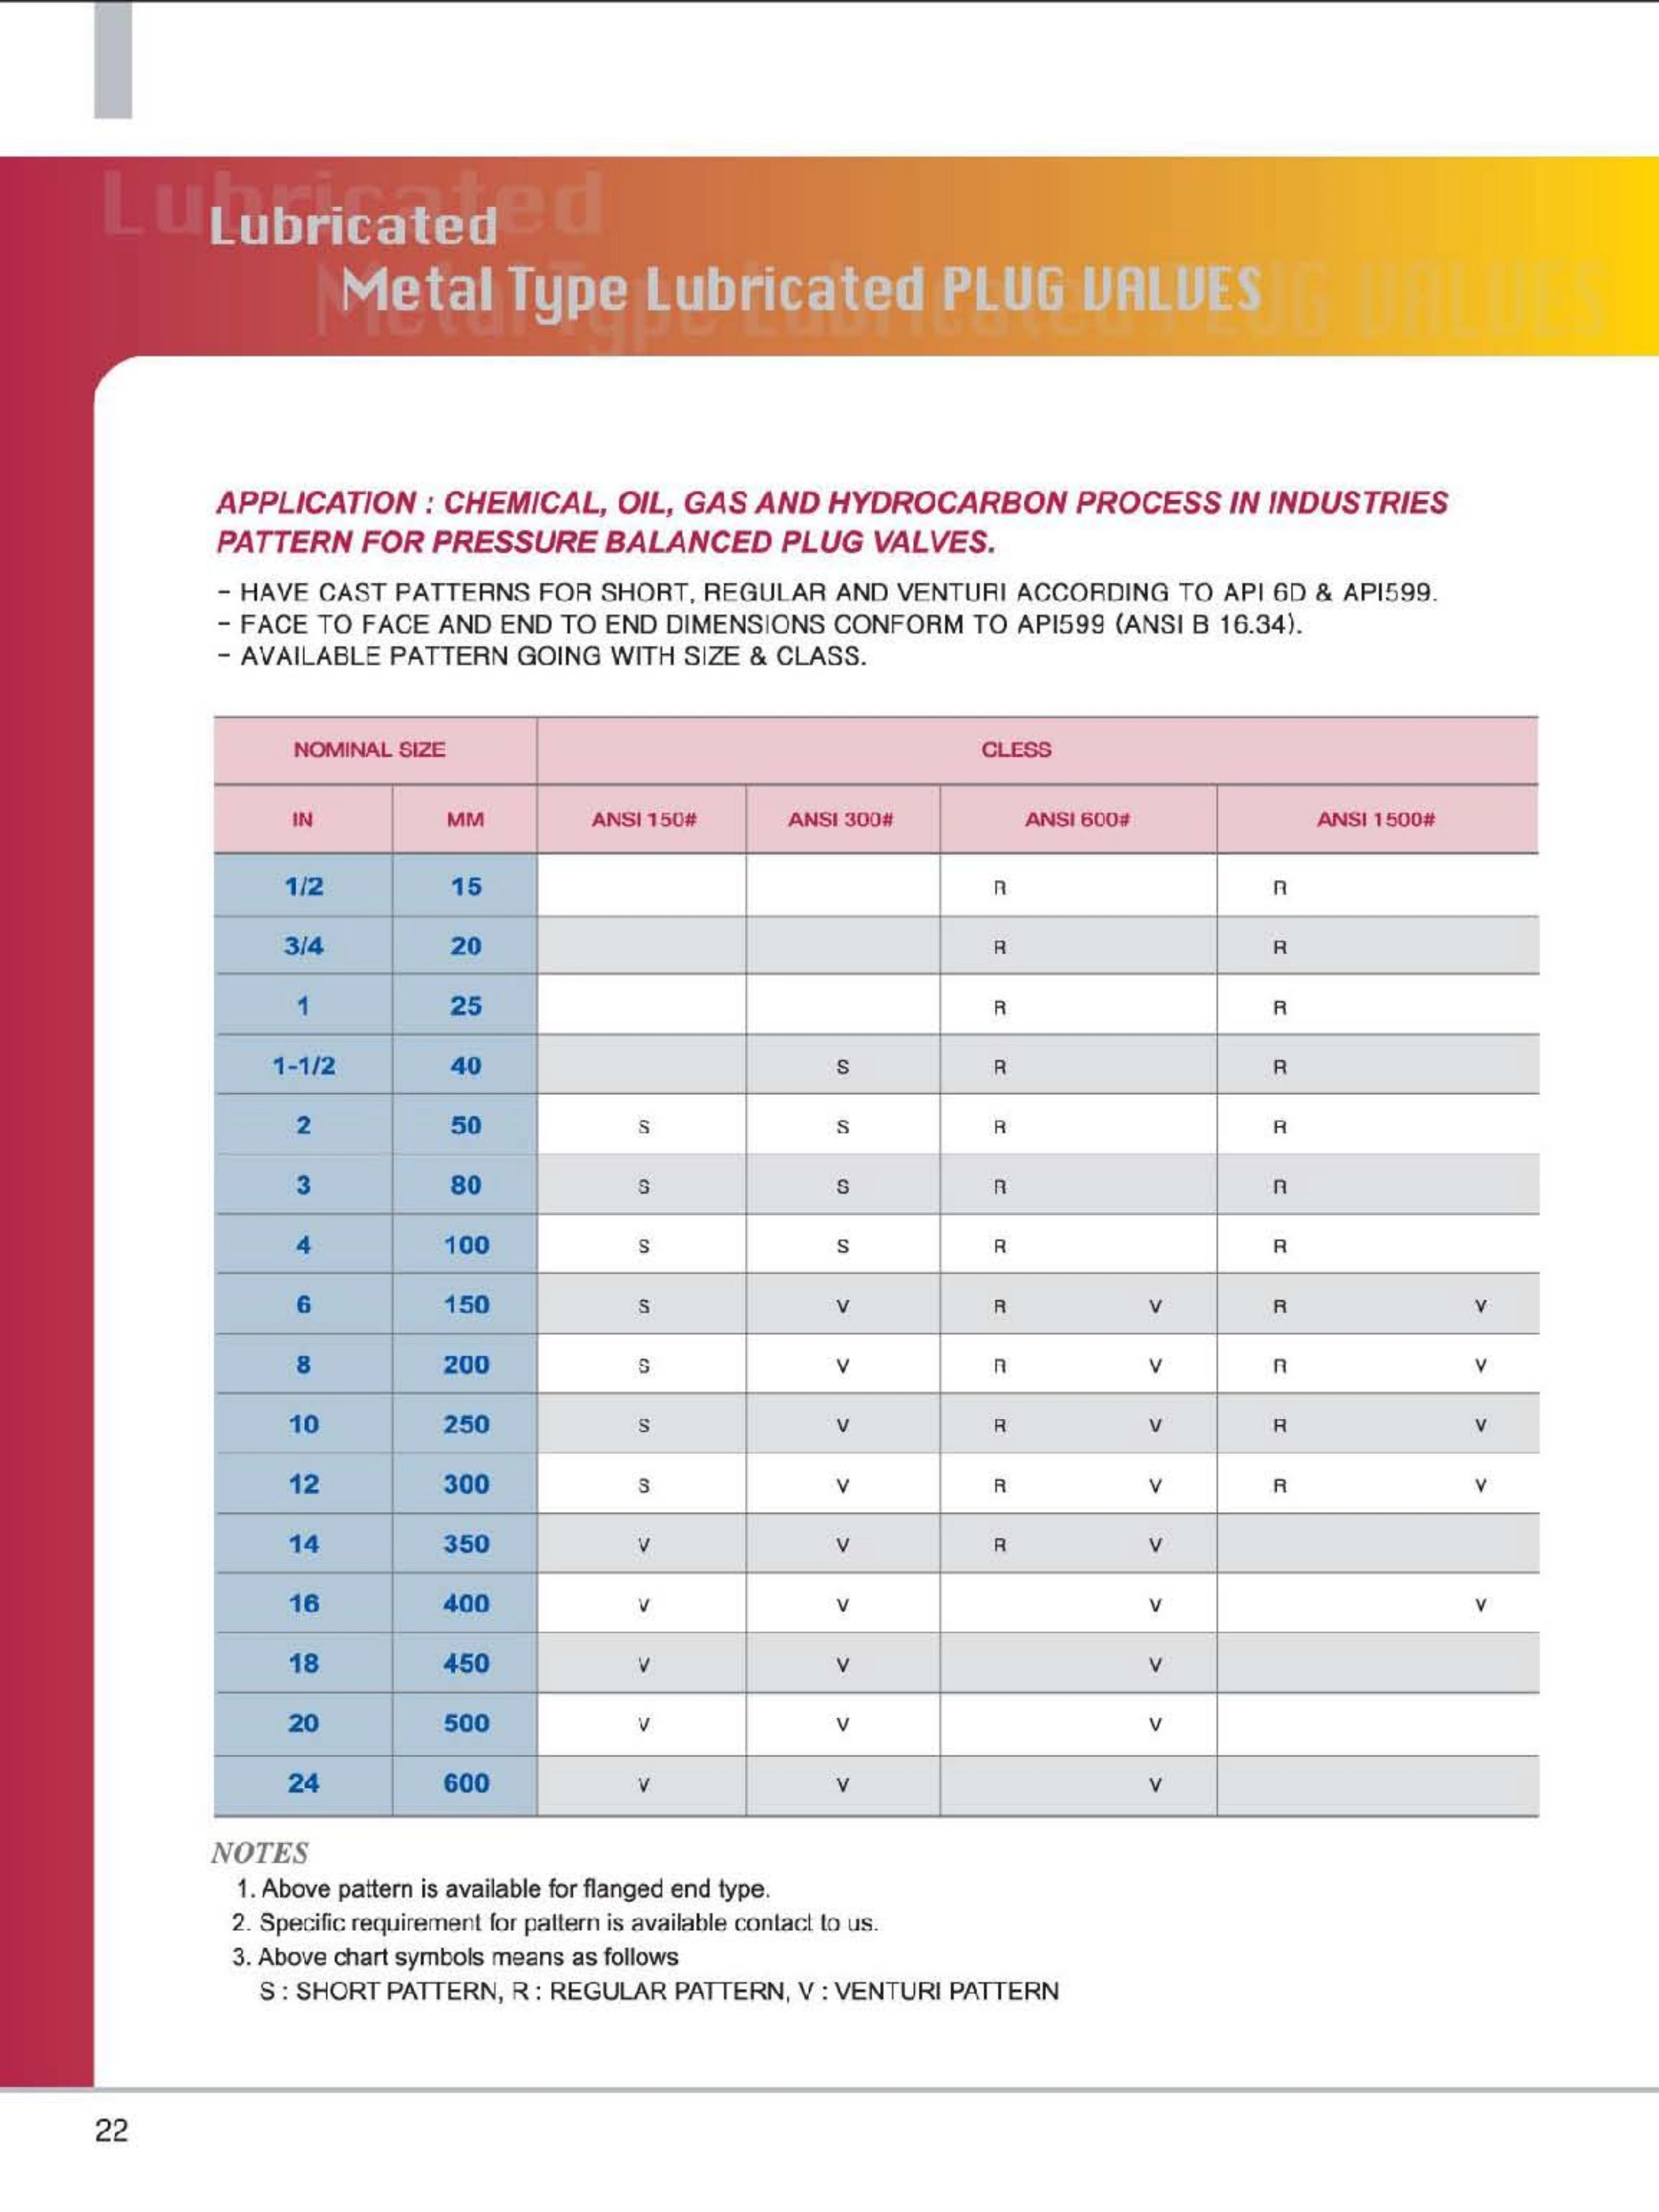 Lubricated
Metal Type Lubricated PLUG VALVES
APPLICATION : CHEMICAL, OIL, GAS AND HYDROCARBON PROCESS IN INDUSTRIES
PATTERN FOR PRESSURE BALANCED PLUG VALVES.
- HAVE CAST PATTERNS FOR SHORT, REGULAR AND VENTURI ACCORDING TO API 6D & API599.
- FACE TO FACE AND END TO END DIMENSIONS CONFORM TO API599 (ANSI B 16.34).
- AVAILABLE PATTERN GOING WITH SIZE & CLASS.
NOMINAL SIZE CLESS
IN MM ANSI 150# ANSI 300# ANSI 600# ANSI 1500#
1/2 15 R R
3/4 20 R R
1 25 R R
1-1/2 40 S R R
2 50 S S R R
3 80 S S R R
4 100 S S R R
6 150 S V R V R V
8 200 S V R V R V
10 250 S V R V R V
12 300 S V R V R V
14 350 V V R V
16 400 V V V V
18 450 V V V
20 500 V V V
24 600 V V V
NOTES
1. Above pattern is available for flanged end type.
2. Specific requirement for pattern is available contact to us.
3. Above chart symbols means as follows
S : SHORT PATTERN, R : REGULAR PATTERN, V : VENTURI PATTERN
22